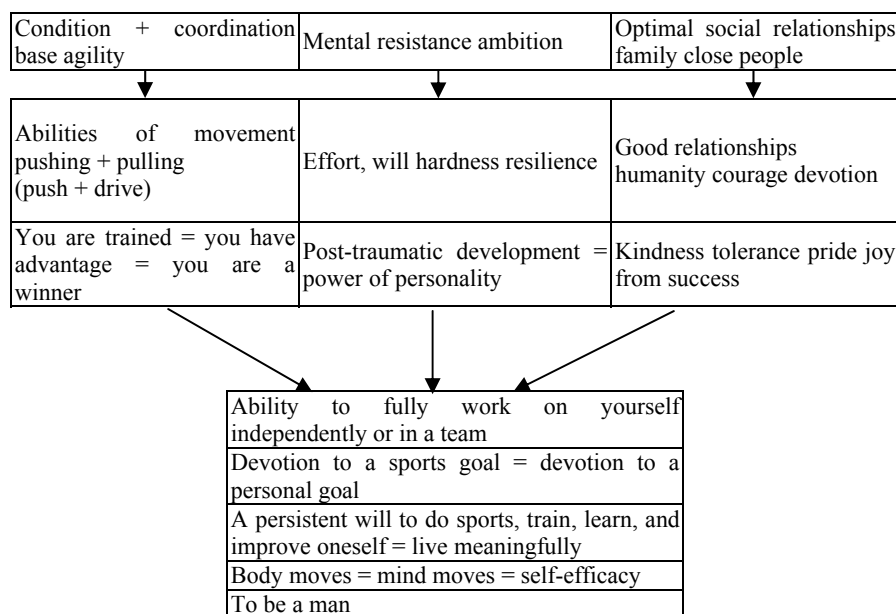 Condition + coordination
base agility
Mental resistance ambition
Optimal social relationships
family close people
Abilities of movement
pushing + pulling
(push + drive)
Effort, will hardness resilience
Good relationships
humanity courage devotion
You are trained = you have
advantage = you are a
winner
Post-traumatic development =
power of personality
Kindness tolerance pride joy
from success
Ability to fully work on yourself
independently or in a team
Devotion to a sports goal = devotion to a
personal goal
A persistent will to do sports, train, learn, and
improve oneself = live meaningfully
Body moves = mind moves = self-efficacy
To be a man